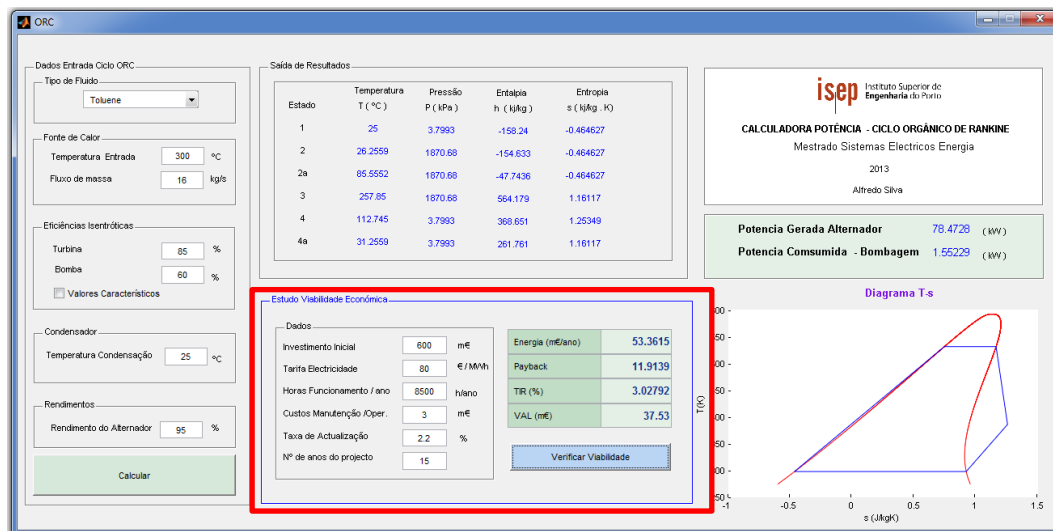 ORC
Dados Entrada Ciclo ORC
Tipo de Fluido
Toluene
Fonte de Calor
Temperatura Entrada 300 ºC
Fluxo de massa 16 kg/s
Eficiências Isentróticas
Turbina 85 %
Bomba 60 %
Valores Característicos
Condensador
Temperatura Condensação 25 ºC
Rendimentos
Rendimento do Alternador 95 %
Calcular
Saída de Resultados
Temperatura Pressão Entalpia Entropia
Estado T ( ºC ) P ( kPa ) h ( kj/kg ) s ( kj/kg . K )
1 25 3.7993 -158.24 -0.464627
2 26.2559 1870.68 -154.633 -0.464627
2a 85.5552 1870.68 -47.7436 -0.464627
3 257.85 1870.68 564.179 1.16117
4 112.745 3.7993 368.651 1.25349
4a 31.2559 3.7993 261.761 1.16117
Estudo Viabilidade Económica
Dados
Investimento Inicial 600 m€
Tarifa Electricidade 80 € / MWh
Horas Funcionamento / ano 8500 h/ano
Custos Manutenção /Oper. 3 m€
Taxa de Actualização 2.2 %
Nº de anos do projecto 15
Energia (m€/ano) 53.3615
Payback 11.9139
TIR (%) 3.02792
VAL (m€) 37.53
Verificar Viabilidade
isep Instituto Superior de
Engenharia do Porto
CALCULADORA POTÊNCIA - CICLO ORGÂNICO DE RANKINE
Mestrado Sistemas Electricos Energia
2013
Alfredo Silva
Potencia Gerada Alternador 78.4728 ( kW )
Potencia Comsumida - Bombagem 1.55229 ( kW )
Diagrama T-s
T(K)
-1 -0.5 0 0.5 1 1.5
s (J/kgK)